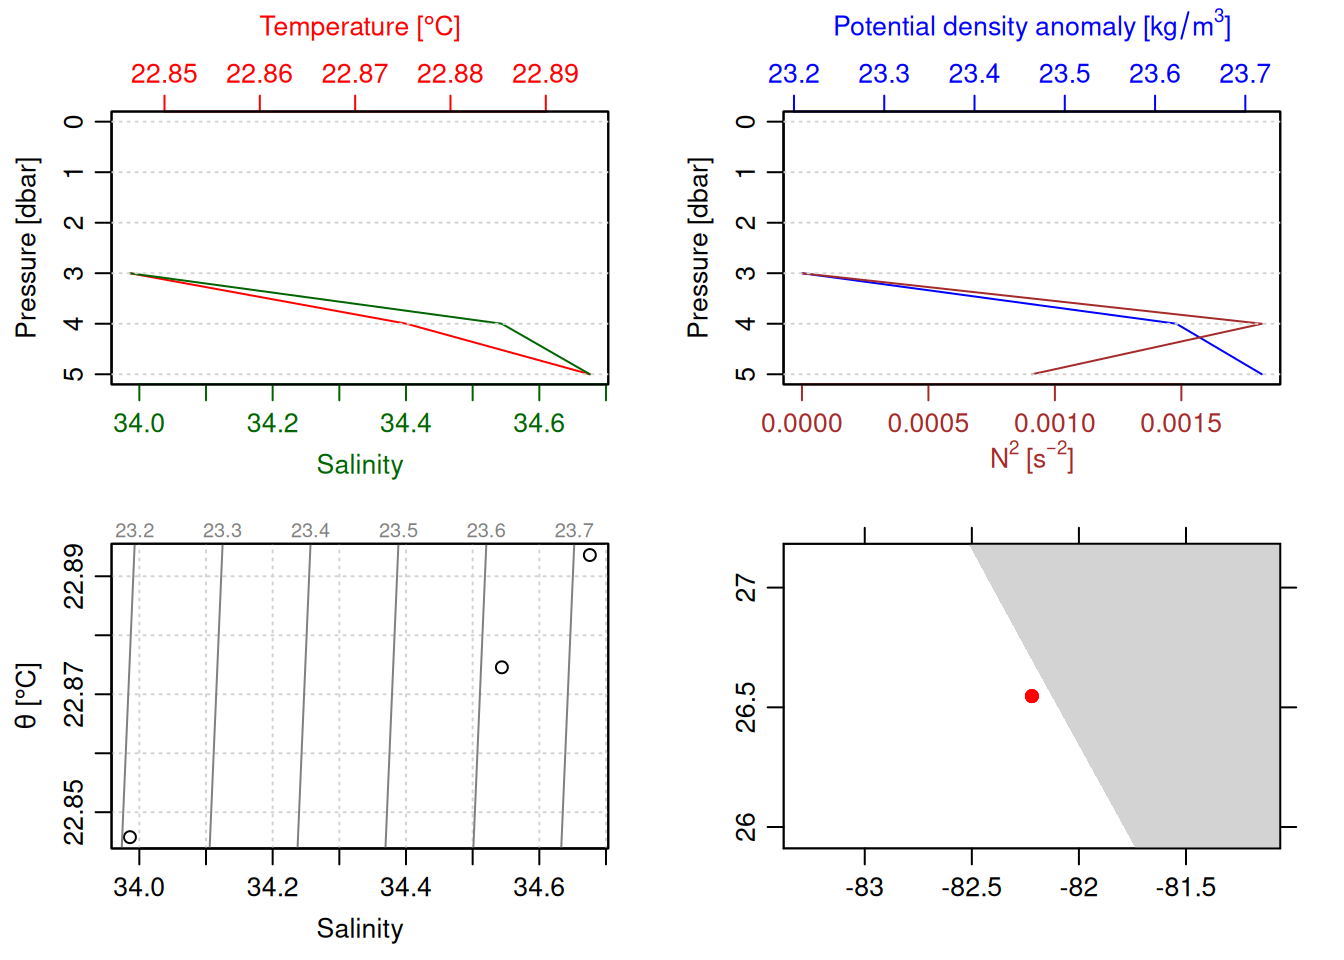 Temperature [°C]
22.85 22.86 22.87 22.88 22.89
Pressure [dbar]
0
1
2
3
4
5
34.0 34.2 34.4 34.6
Salinity
Potential density anomaly [kg/m³]
23.2 23.3 23.4 23.5 23.6 23.7
Pressure [dbar]
0
1
2
3
4
5
0.0000 0.0005 0.0010 0.0015
N² [s⁻²]
23.2 23.3 23.4 23.5 23.6 23.7
θ [°C]
22.89
22.87
22.85
34.0 34.2 34.4 34.6
Salinity
27
26.5
26
-83 -82.5 -82 -81.5